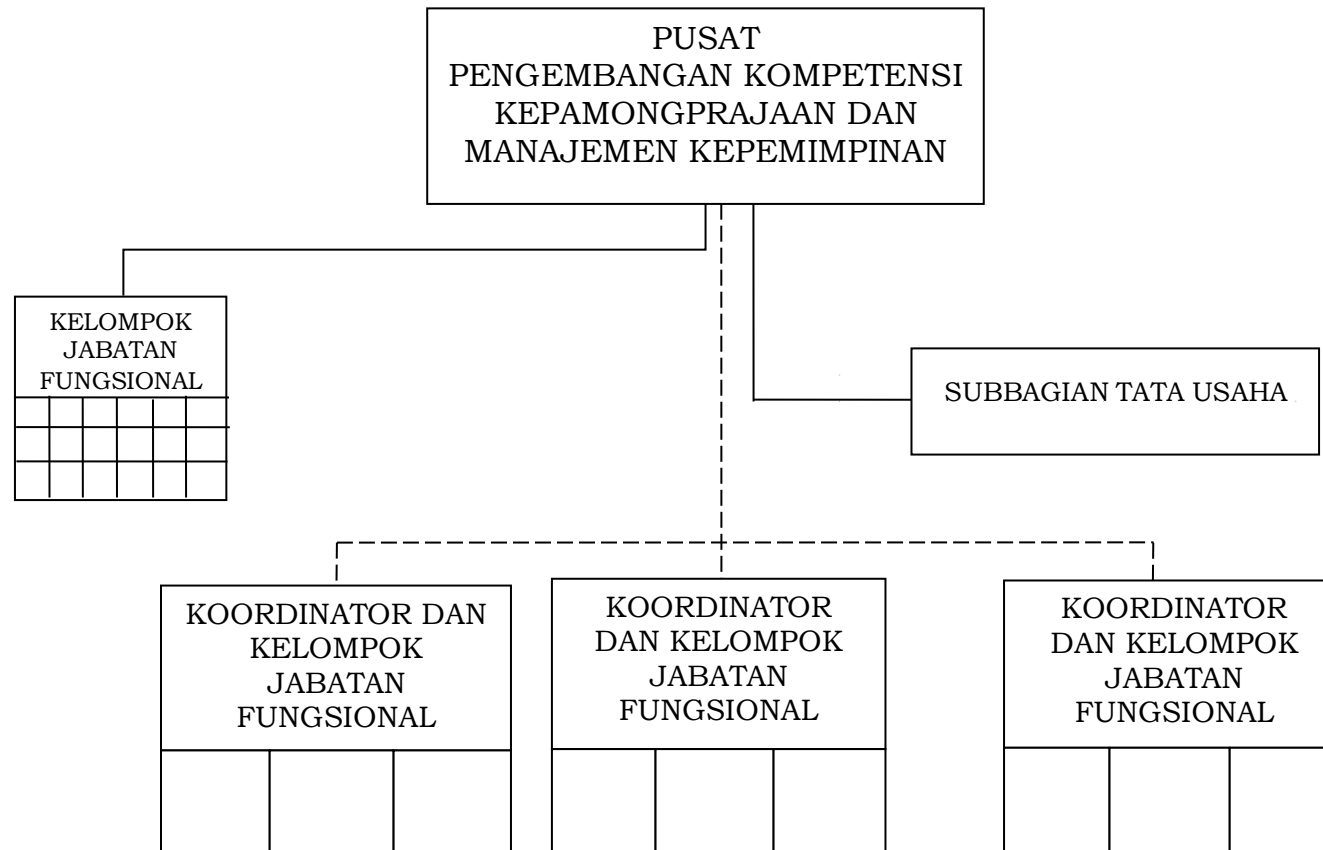 PUSAT
PENGEMBANGAN KOMPETENSI
KEPAMONGPRAJAAN DAN
MANAJEMEN KEPEMIMPINAN
KELOMPOK
JABATAN
FUNGSIONAL
SUBBAGIAN TATA USAHA
KOORDINATOR DAN
KELOMPOK
JABATAN
FUNGSIONAL
KOORDINATOR
DAN KELOMPOK
JABATAN
FUNGSIONAL
KOORDINATOR
DAN KELOMPOK
JABATAN
FUNGSIONAL